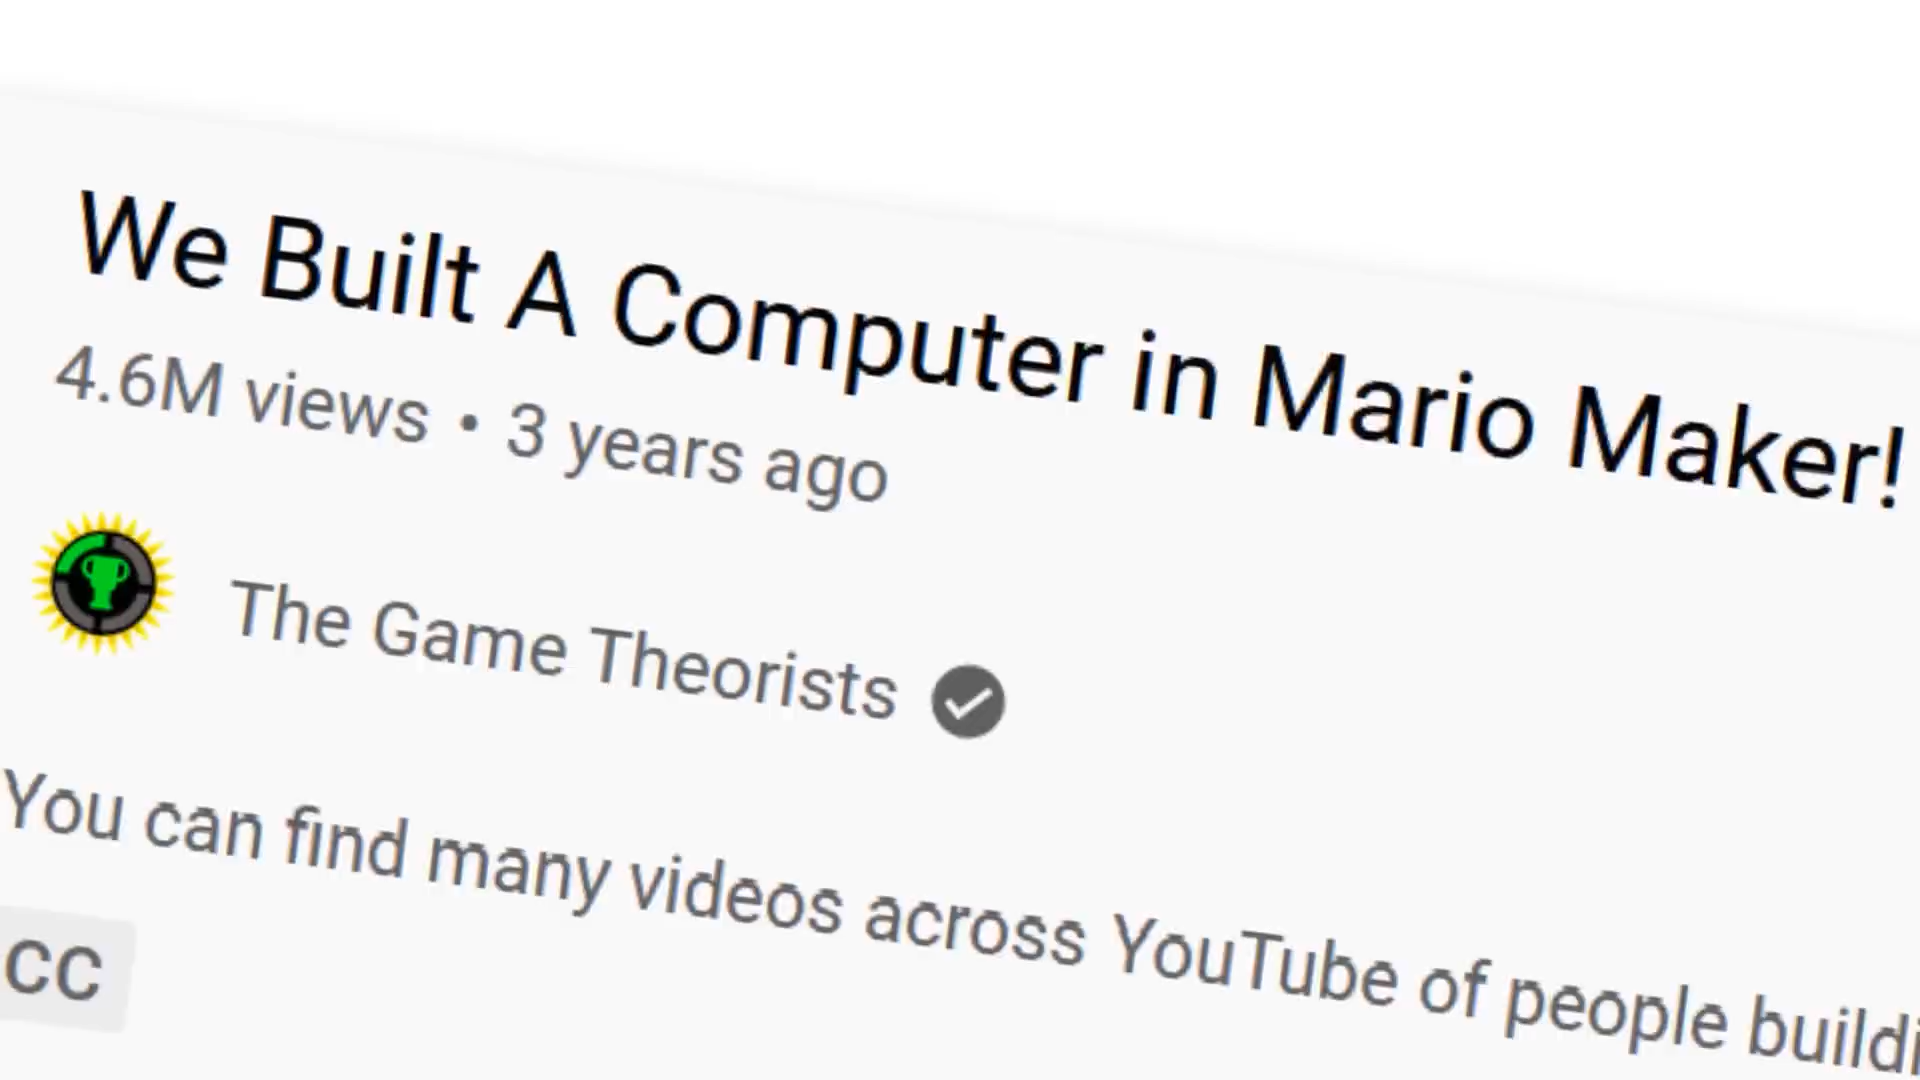 We Built A Computer in Mario Maker!
4.6M views • 3 years ago
The Game Theorists
You can find many videos across YouTube of people
CC